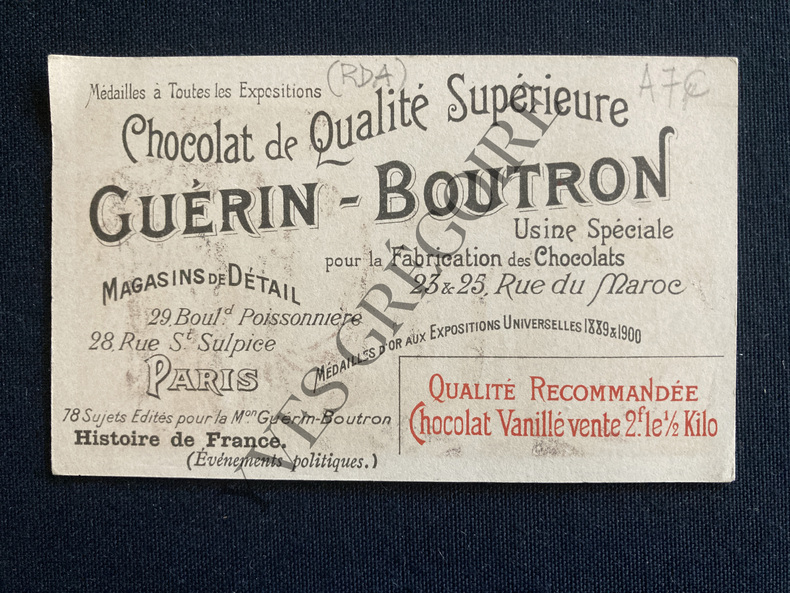 (RDA)
A7€
Médailles à Toutes les Expositions
Chocolat de Qualité Supérieure
GUÉRIN - BOUTRON
Usine Spéciale
pour la Fabrication des Chocolats
23 & 25, Rue du Maroc
MAGASINS DE DÉTAIL
29, Boulᵈ Poissonnière
28, Rue Sᵗ Sulpice
PARIS
MÉDAILLES D'OR AUX EXPOSITIONS UNIVERSELLES 1889 & 1900
78 Sujets Edités pour la Mᵒⁿ Guérin-Boutron
Histoire de France.
(Événements politiques.)
QUALITÉ RECOMMANDÉE
Chocolat Vanillé vente 2ᶠ le ½ Kilo
YVES GRÉGOIRE